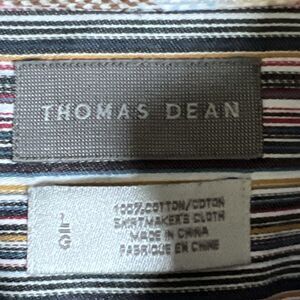 THOMAS DEAN
100% COTTON/COTON
SHIRTMAKER'S CLOTH
MADE IN CHINA
FABRIQUE EN CHINE